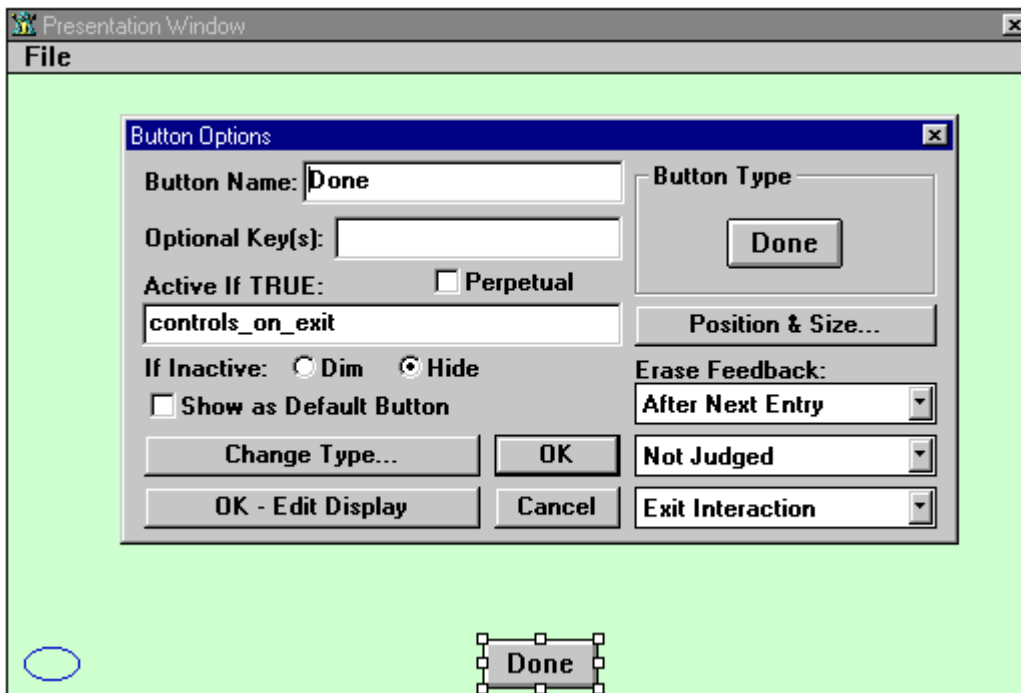 Presentation Window
File
Button Options
Button Name: Done
Optional Key(s):
Active If TRUE:
Perpetual
controls_on_exit
If Inactive: Dim Hide
Show as Default Button
Change Type... OK
OK - Edit Display Cancel
Button Type
Done
Position & Size...
Erase Feedback:
After Next Entry
Not Judged
Exit Interaction
Done